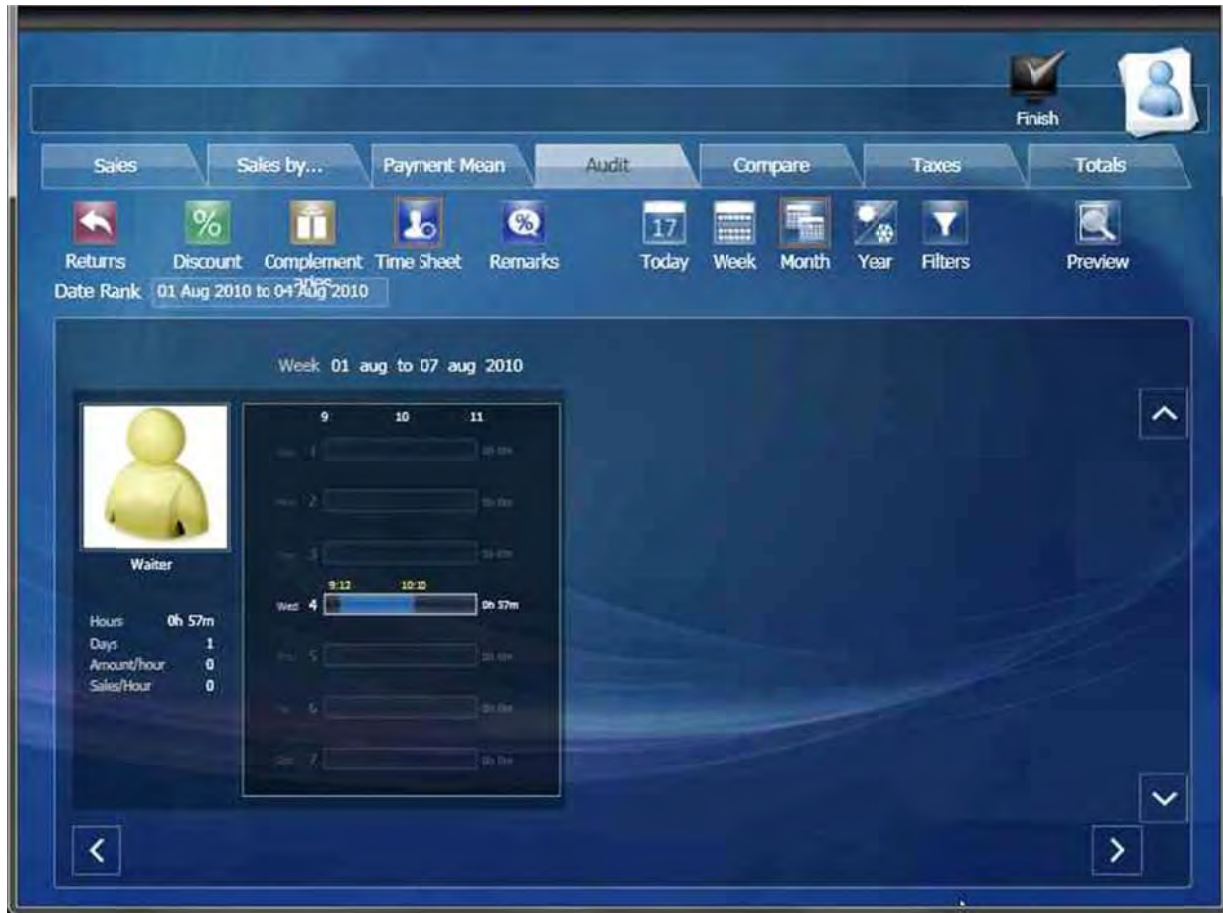 Finish
Sales Sales by... Payment Mean Audit Compare Taxes Totals
17
Returns Discount Complement aries Time Sheet Remarks Today Week Month Year Filters Preview
Date Rank 01 Aug 2010 to 04 Aug 2010
Week 01 aug to 07 aug 2010
9 10 11
1
2
3
Waiter
9:12
Wed 4 0h 57m
Hours 0h 57m
Days 1
Amount/hour 0
Sales/Hour 0
5
6
7